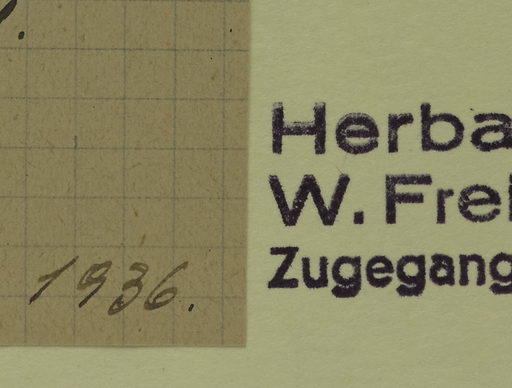 1936.
Herba
W. Frei
Zugegang